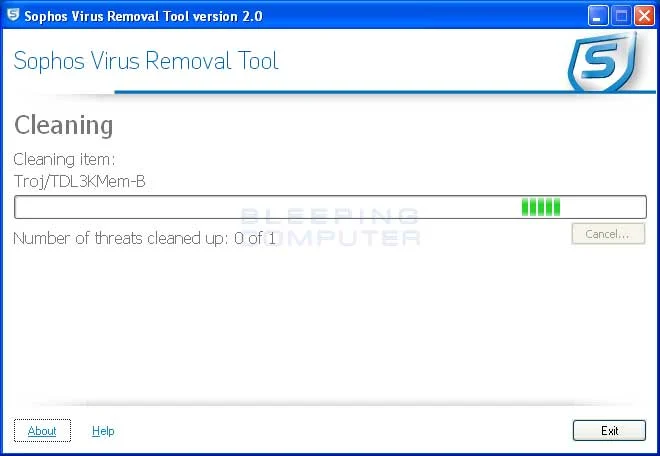 Sophos Virus Removal Tool version 2.0
Sophos Virus Removal Tool
S
Cleaning
Cleaning item:
Troj/TDL3KMem-B
BLEEPING
COMPUTER
Number of threats cleaned up: 0 of 1
Cancel...
About
Help
Exit